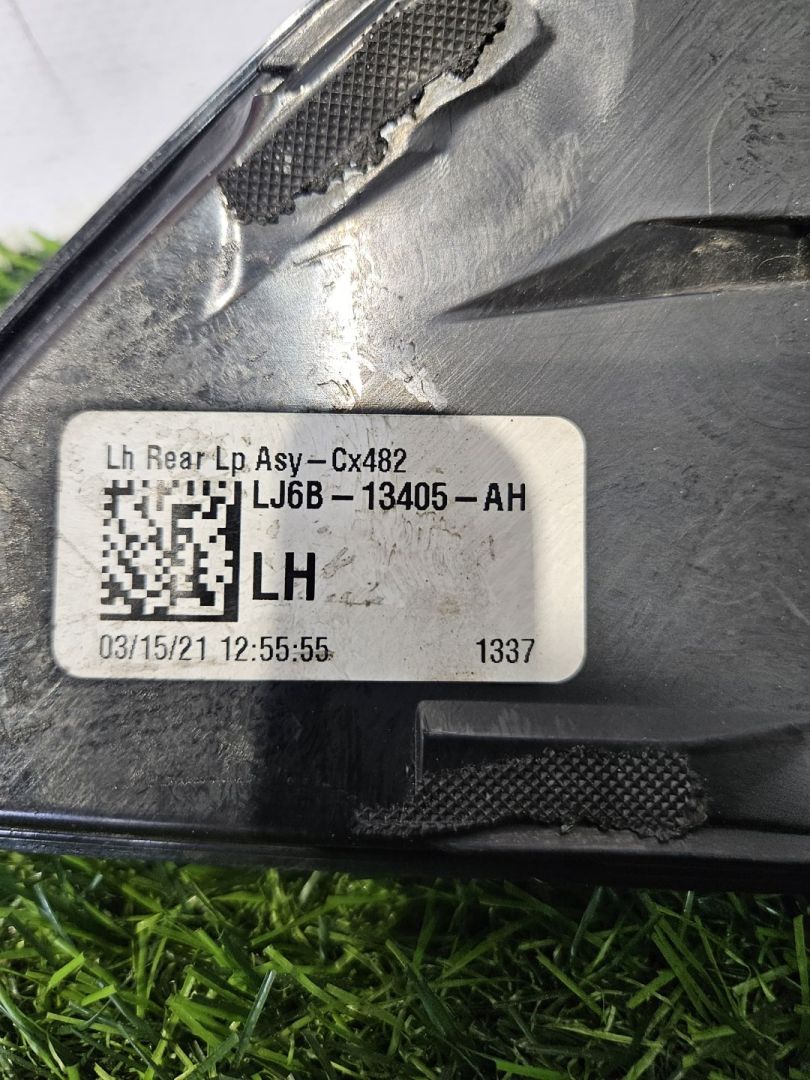 Lh Rear Lp Asy-Cx482
LJ6B-13405-AH
LH
03/15/21 12:55:55 1337